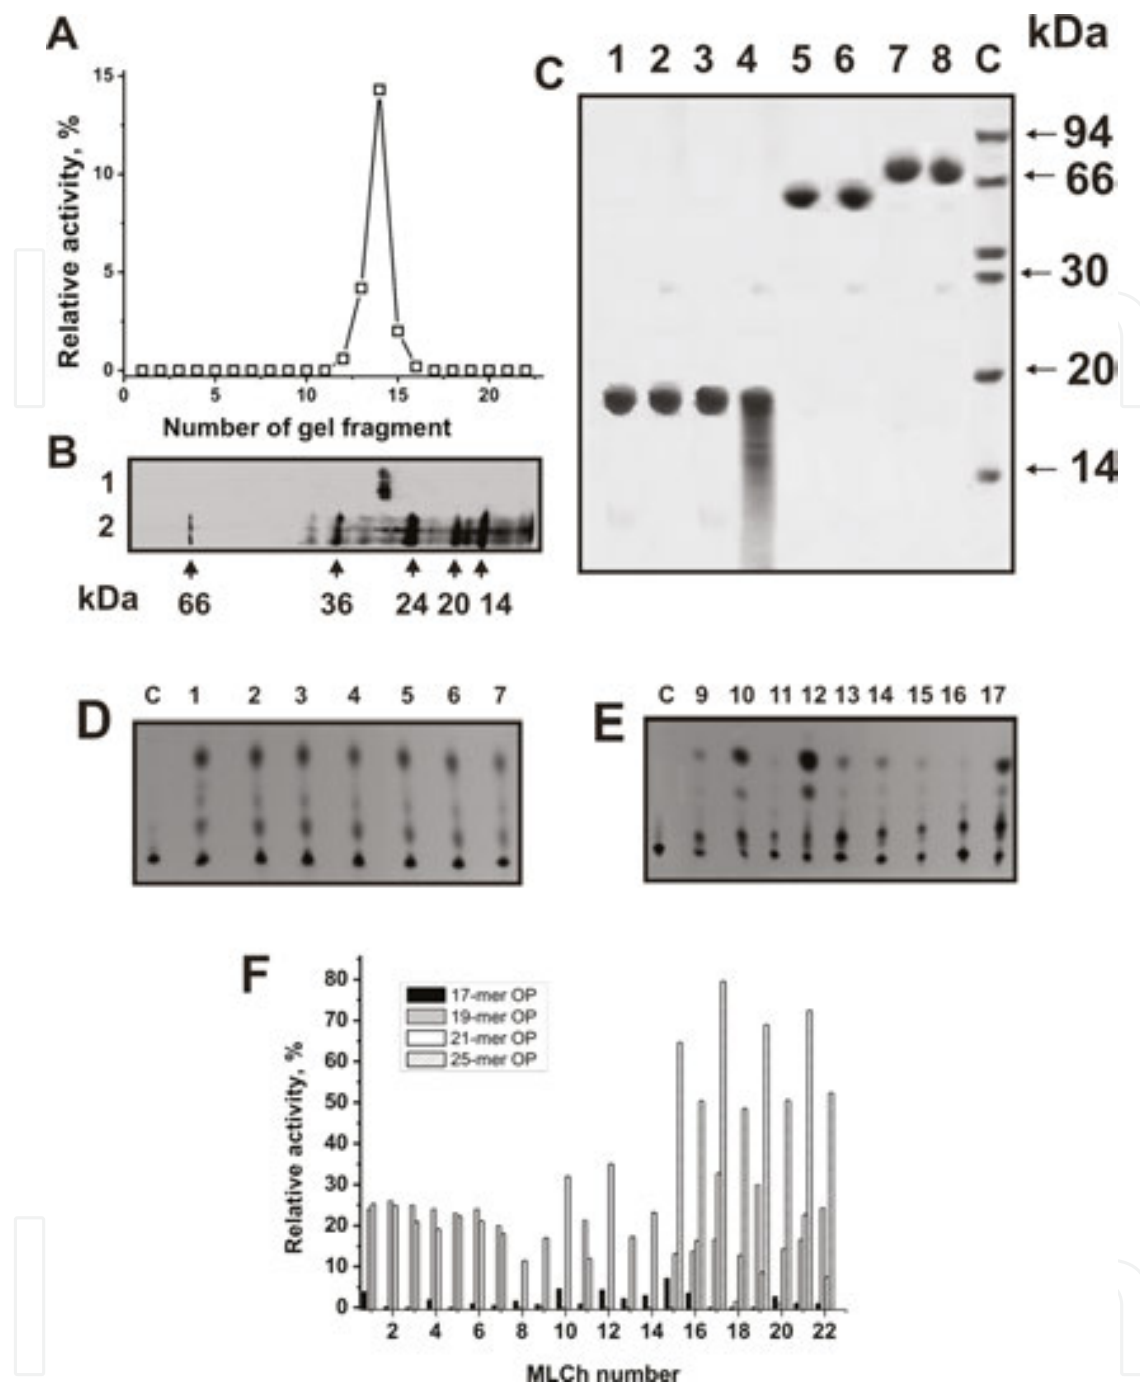 A
15
10
5
0
Relative activity, %
0 5 10 15 20
Number of gel fragment
B
1
2
kDa 66 36 24 20 14
C 1 2 3 4 5 6 7 8 C kDa
94
66
30
20
14
D
C 1 2 3 4 5 6 7
E
C 9 10 11 12 13 14 15 16 17
F
80
70
60
50
40
30
20
10
0
Relative activity, %
17-mer OP
19-mer OP
21-mer OP
25-mer OP
2 4 6 8 10 12 14 16 18 20 22
MLCh number